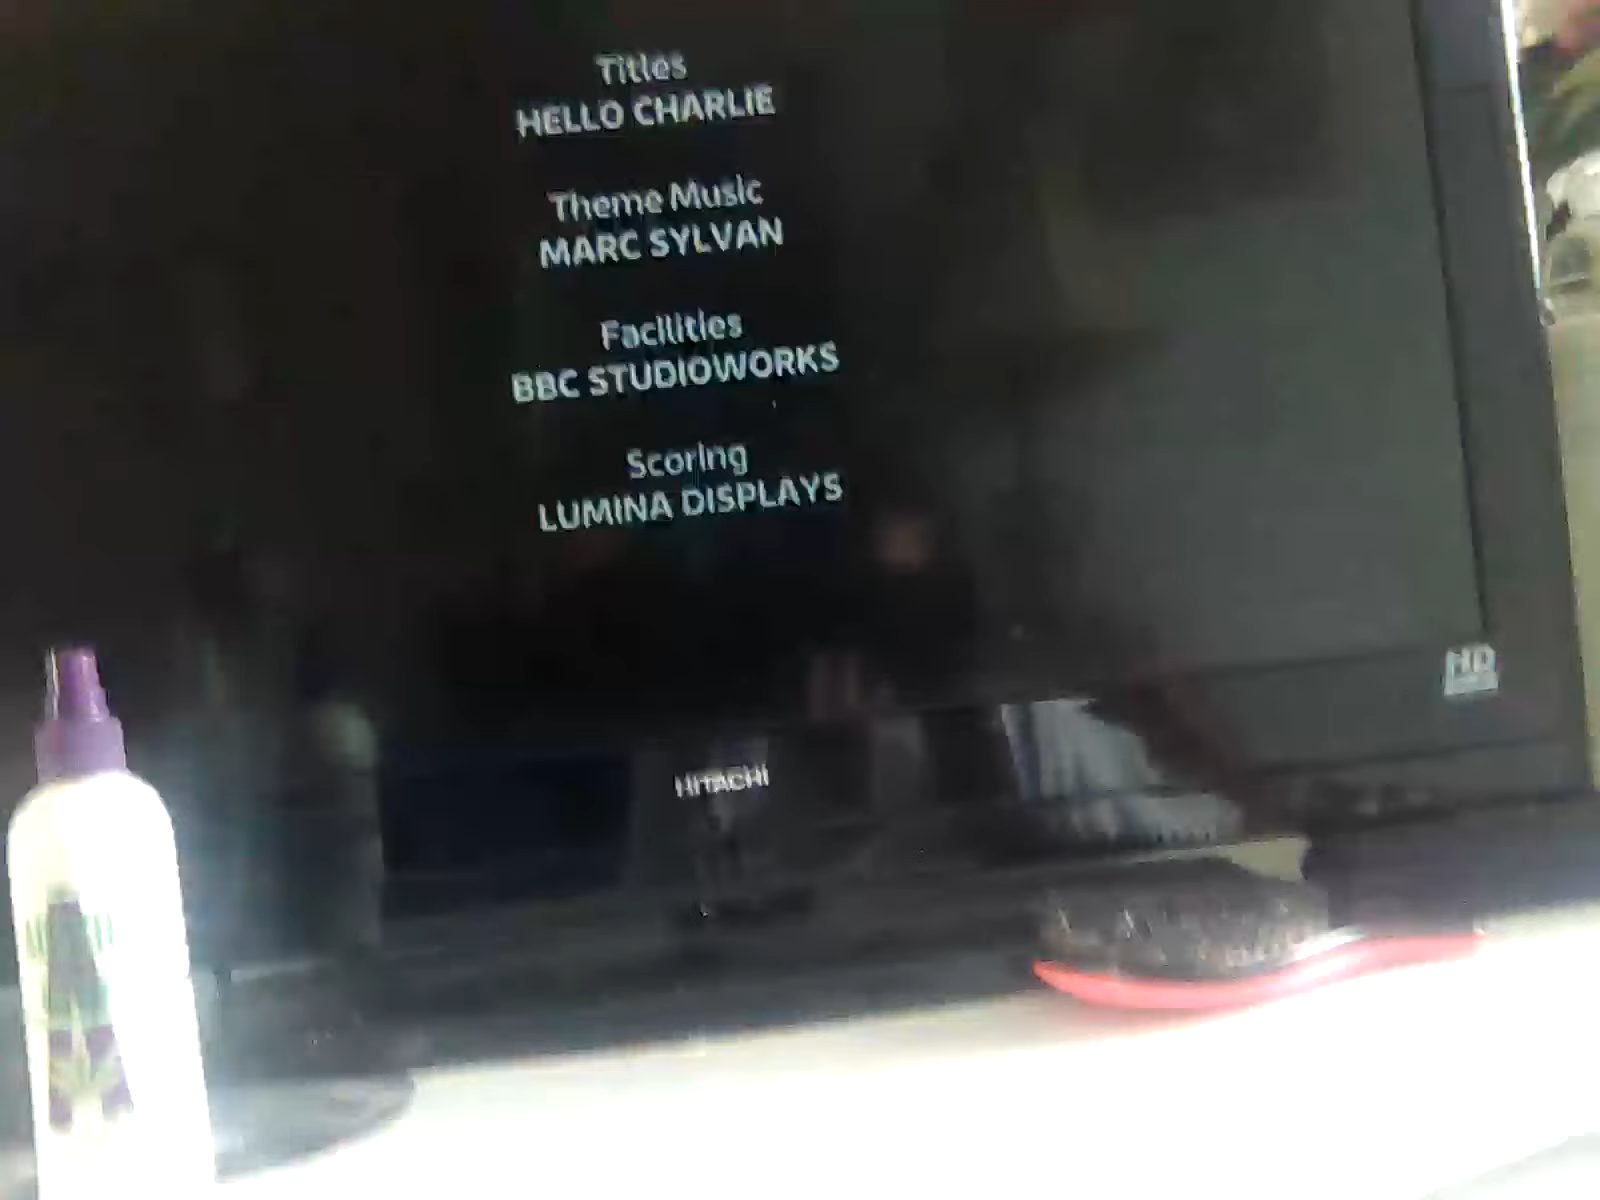 Titles
HELLO CHARLIE
Theme Music
MARC SYLVAN
Facilities
BBC STUDIOWORKS
Scoring
LUMINA DISPLAYS
HD
HITACHI